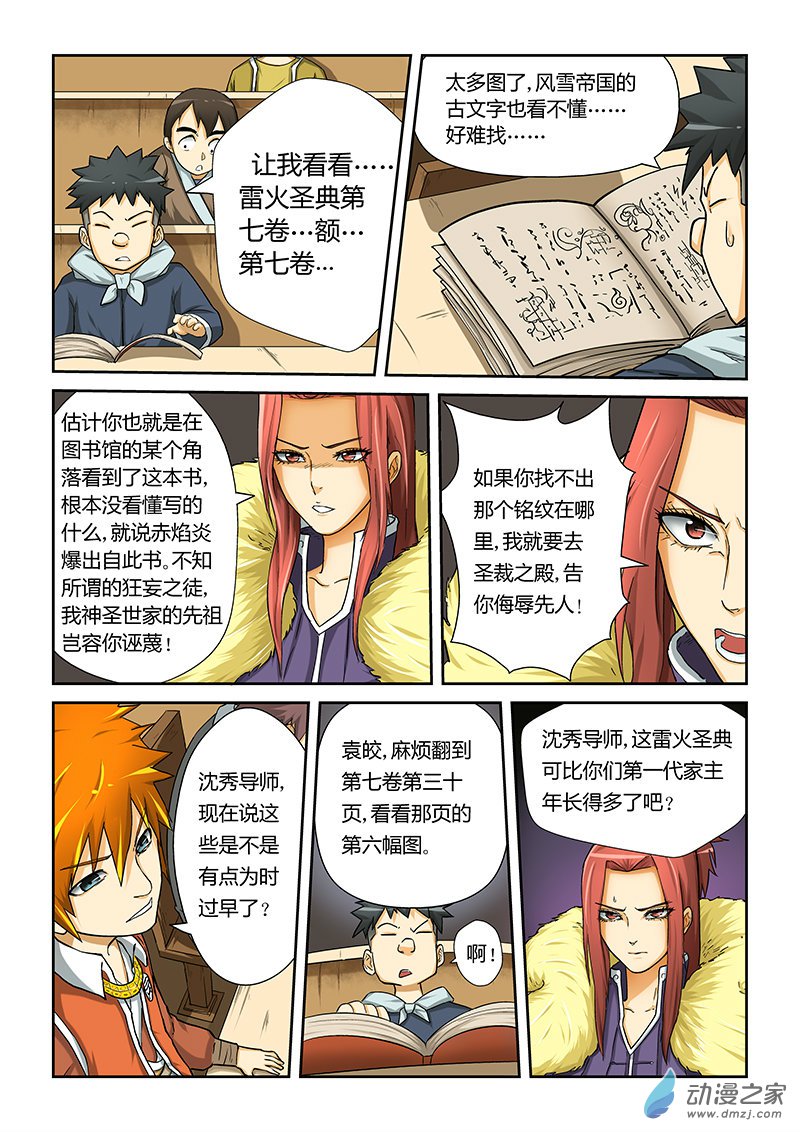 让我看看……
雷火圣典第
七卷…额…
第七卷…
太多图了，风雪帝国的
古文字也看不懂……
好难找……
估计你也就是在
图书馆的某个角
落看到了这本书，
根本没看懂写的
什么，就说赤焰炎
爆出自此书。不知
所谓的狂妄之徒，
我神圣世家的先祖
岂容你诬蔑！
如果你找不出
那个铭纹在哪
里，我就要去
圣裁之殿，告
你侮辱先人！
沈秀导师，
现在说这
些是不是
有点为时
过早了？
袁皎，麻烦翻到
第七卷第三十
页，看看那页的
第六幅图。
啊！
沈秀导师，这雷火圣典
可比你们第一代家主
年长得多了吧？
动漫之家
www.dmzj.com